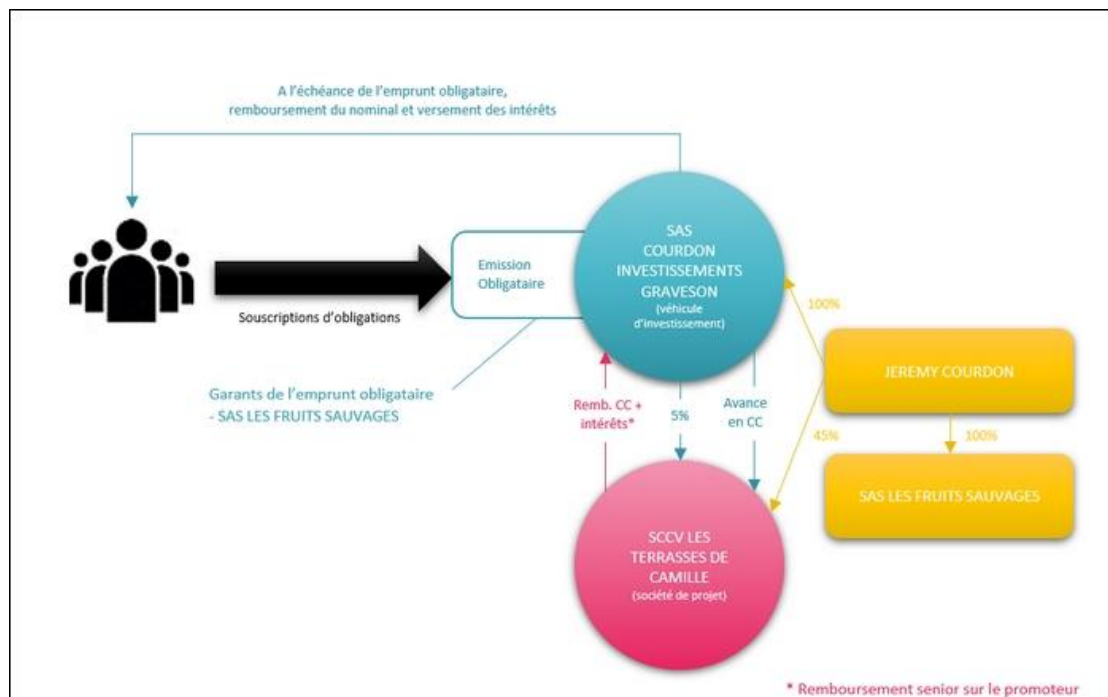 A l'échéance de l'emprunt obligataire,
remboursement du nominal et versement des intérêts
SAS
COURDON
INVESTISSEMENTS
GRAVESON
(véhicule
d'investissement)
Emission
Obligataire
Souscriptions d'obligations
100%
JEREMY COURDON
Garants de l'emprunt obligataire
- SAS LES FRUITS SAUVAGES
Remb. CC +
intérêts*
5%
Avance
en CC
45%
100%
SAS LES FRUITS SAUVAGES
SCCV LES
TERRASSES DE
CAMILLE
(société de projet)
* Remboursement senior sur le promoteur